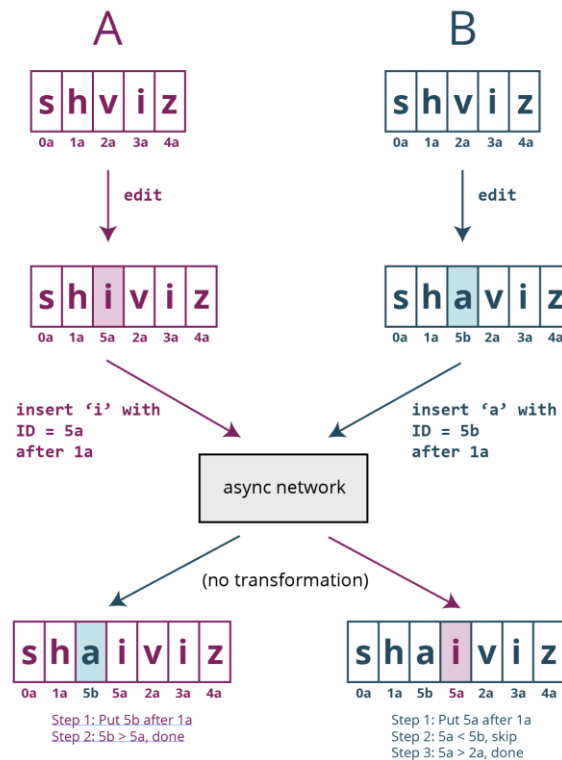 A B
s h v i z s h v i z
0a 1a 2a 3a 4a 0a 1a 2a 3a 4a
edit edit
s h i v i z s h a v i z
0a 1a 5a 2a 3a 4a 0a 1a 5b 2a 3a 4a
insert ‘i’ with
ID = 5a
after 1a
insert ‘a’ with
ID = 5b
after 1a
async network
(no transformation)
s h a i v i z s h a i v i z
0a 1a 5b 5a 2a 3a 4a 0a 1a 5b 5a 2a 3a 4a
Step 1: Put 5b after 1a
Step 2: 5b > 5a, done
Step 1: Put 5a after 1a
Step 2: 5a < 5b, skip
Step 3: 5a > 2a, done